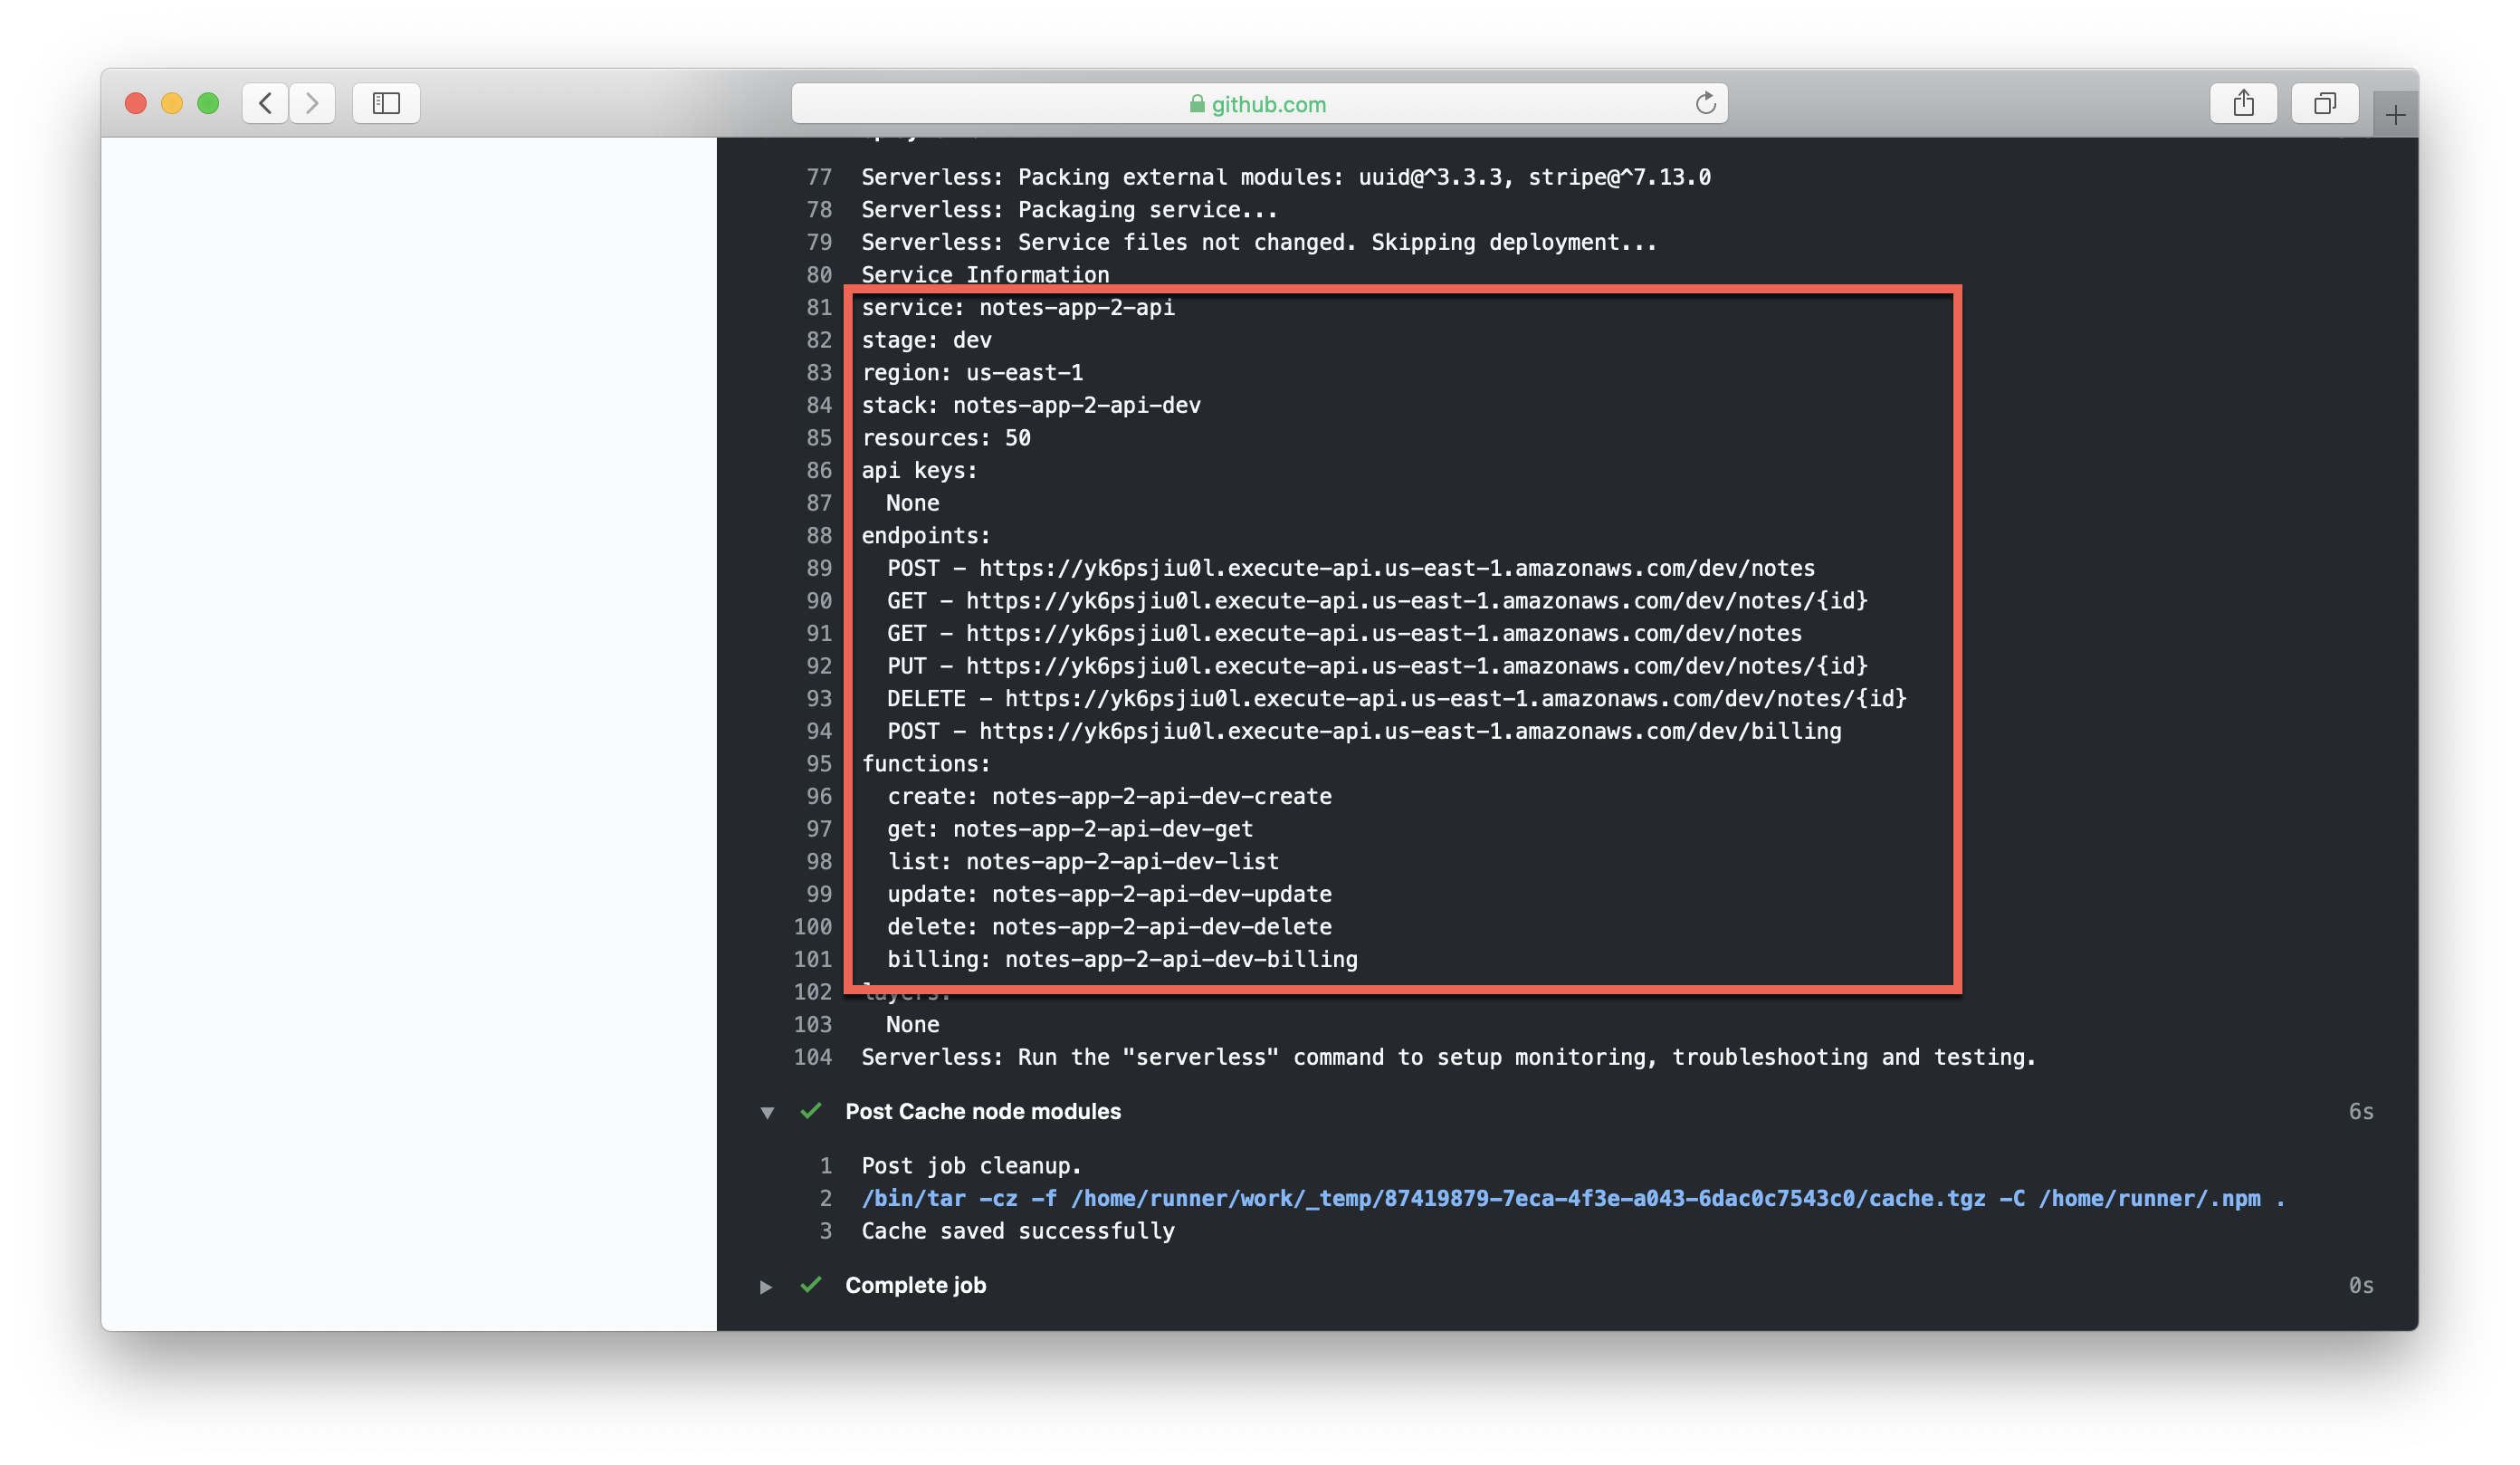 github.com
77 Serverless: Packing external modules: uuid@^3.3.3, stripe@^7.13.0
78 Serverless: Packaging service...
79 Serverless: Service files not changed. Skipping deployment...
80 Service Information
81 service: notes-app-2-api
82 stage: dev
83 region: us-east-1
84 stack: notes-app-2-api-dev
85 resources: 50
86 api keys:
87 None
88 endpoints:
89 POST - https://yk6psjiu0l.execute-api.us-east-1.amazonaws.com/dev/notes
90 GET - https://yk6psjiu0l.execute-api.us-east-1.amazonaws.com/dev/notes/{id}
91 GET - https://yk6psjiu0l.execute-api.us-east-1.amazonaws.com/dev/notes
92 PUT - https://yk6psjiu0l.execute-api.us-east-1.amazonaws.com/dev/notes/{id}
93 DELETE - https://yk6psjiu0l.execute-api.us-east-1.amazonaws.com/dev/notes/{id}
94 POST - https://yk6psjiu0l.execute-api.us-east-1.amazonaws.com/dev/billing
95 functions:
96 create: notes-app-2-api-dev-create
97 get: notes-app-2-api-dev-get
98 list: notes-app-2-api-dev-list
99 update: notes-app-2-api-dev-update
100 delete: notes-app-2-api-dev-delete
101 billing: notes-app-2-api-dev-billing
102 layers:
103 None
104 Serverless: Run the "serverless" command to setup monitoring, troubleshooting and testing.
Post Cache node modules 6s
1 Post job cleanup.
2 /bin/tar -cz -f /home/runner/work/_temp/87419879-7eca-4f3e-a043-6dac0c7543c0/cache.tgz -C /home/runner/.npm .
3 Cache saved successfully
Complete job 0s